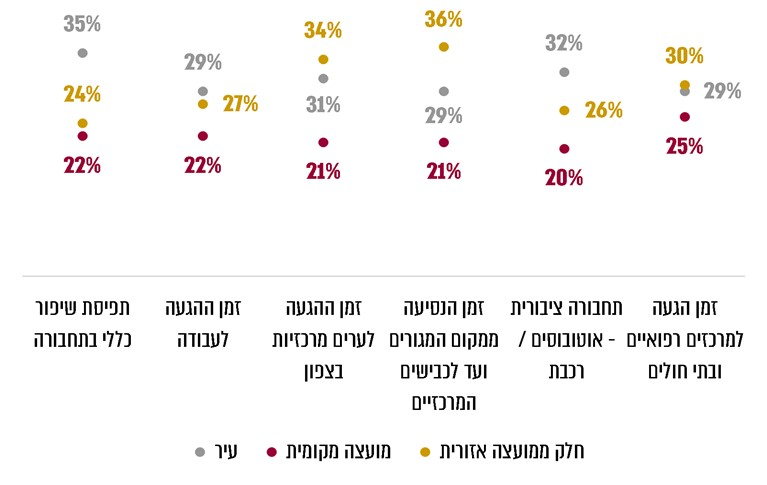 35%
24%
22%
29%
27%
22%
34%
31%
21%
36%
29%
21%
32%
26%
20%
30%
29%
25%
תפיסת שיפור
כללי בתחבורה
זמן ההגעה
לעבודה
זמן ההגעה
לערים מרכזיות
בצפון
זמן הנסיעה
ממקום המגורים
ועד לכבישים
המרכזיים
תחבורה ציבורית
- אוטובוסים /
רכבת
זמן הגעה
למרכזים רפואיים
ובתי חולים
עיר
מועצה מקומית
חלק ממועצה אזורית